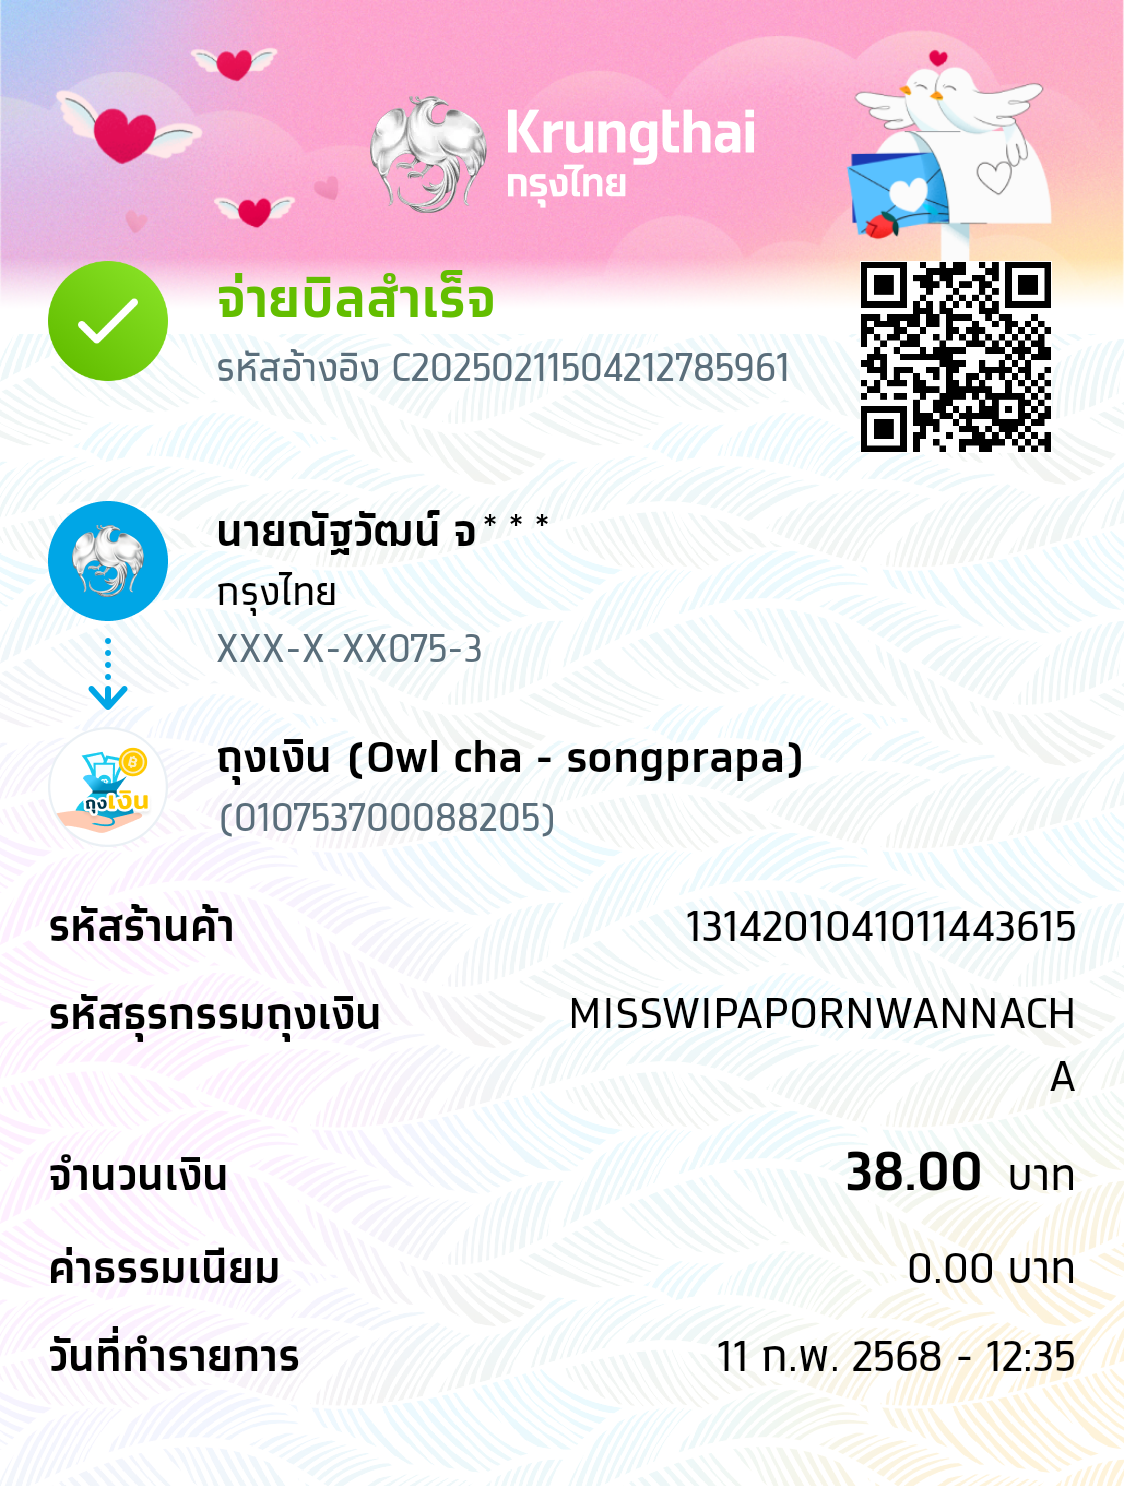 Krungthai
กรุงไทย
จ่ายบิลสำเร็จ
รหัสอ้างอิง C20250211504212785961
นายณัฐวัฒน์ จ***
กรุงไทย
XXX-X-XX075-3
ถุงเงิน
ถุงเงิน (Owl cha - songprapa)
(010753700088205)
รหัสร้านค้า 1314201041011443615
รหัสธุรกรรมถุงเงิน MISSWIPAPORNWANNACH
A
จำนวนเงิน 38.00 บาท
ค่าธรรมเนียม 0.00 บาท
วันที่ทำรายการ 11 ก.พ. 2568 - 12:35